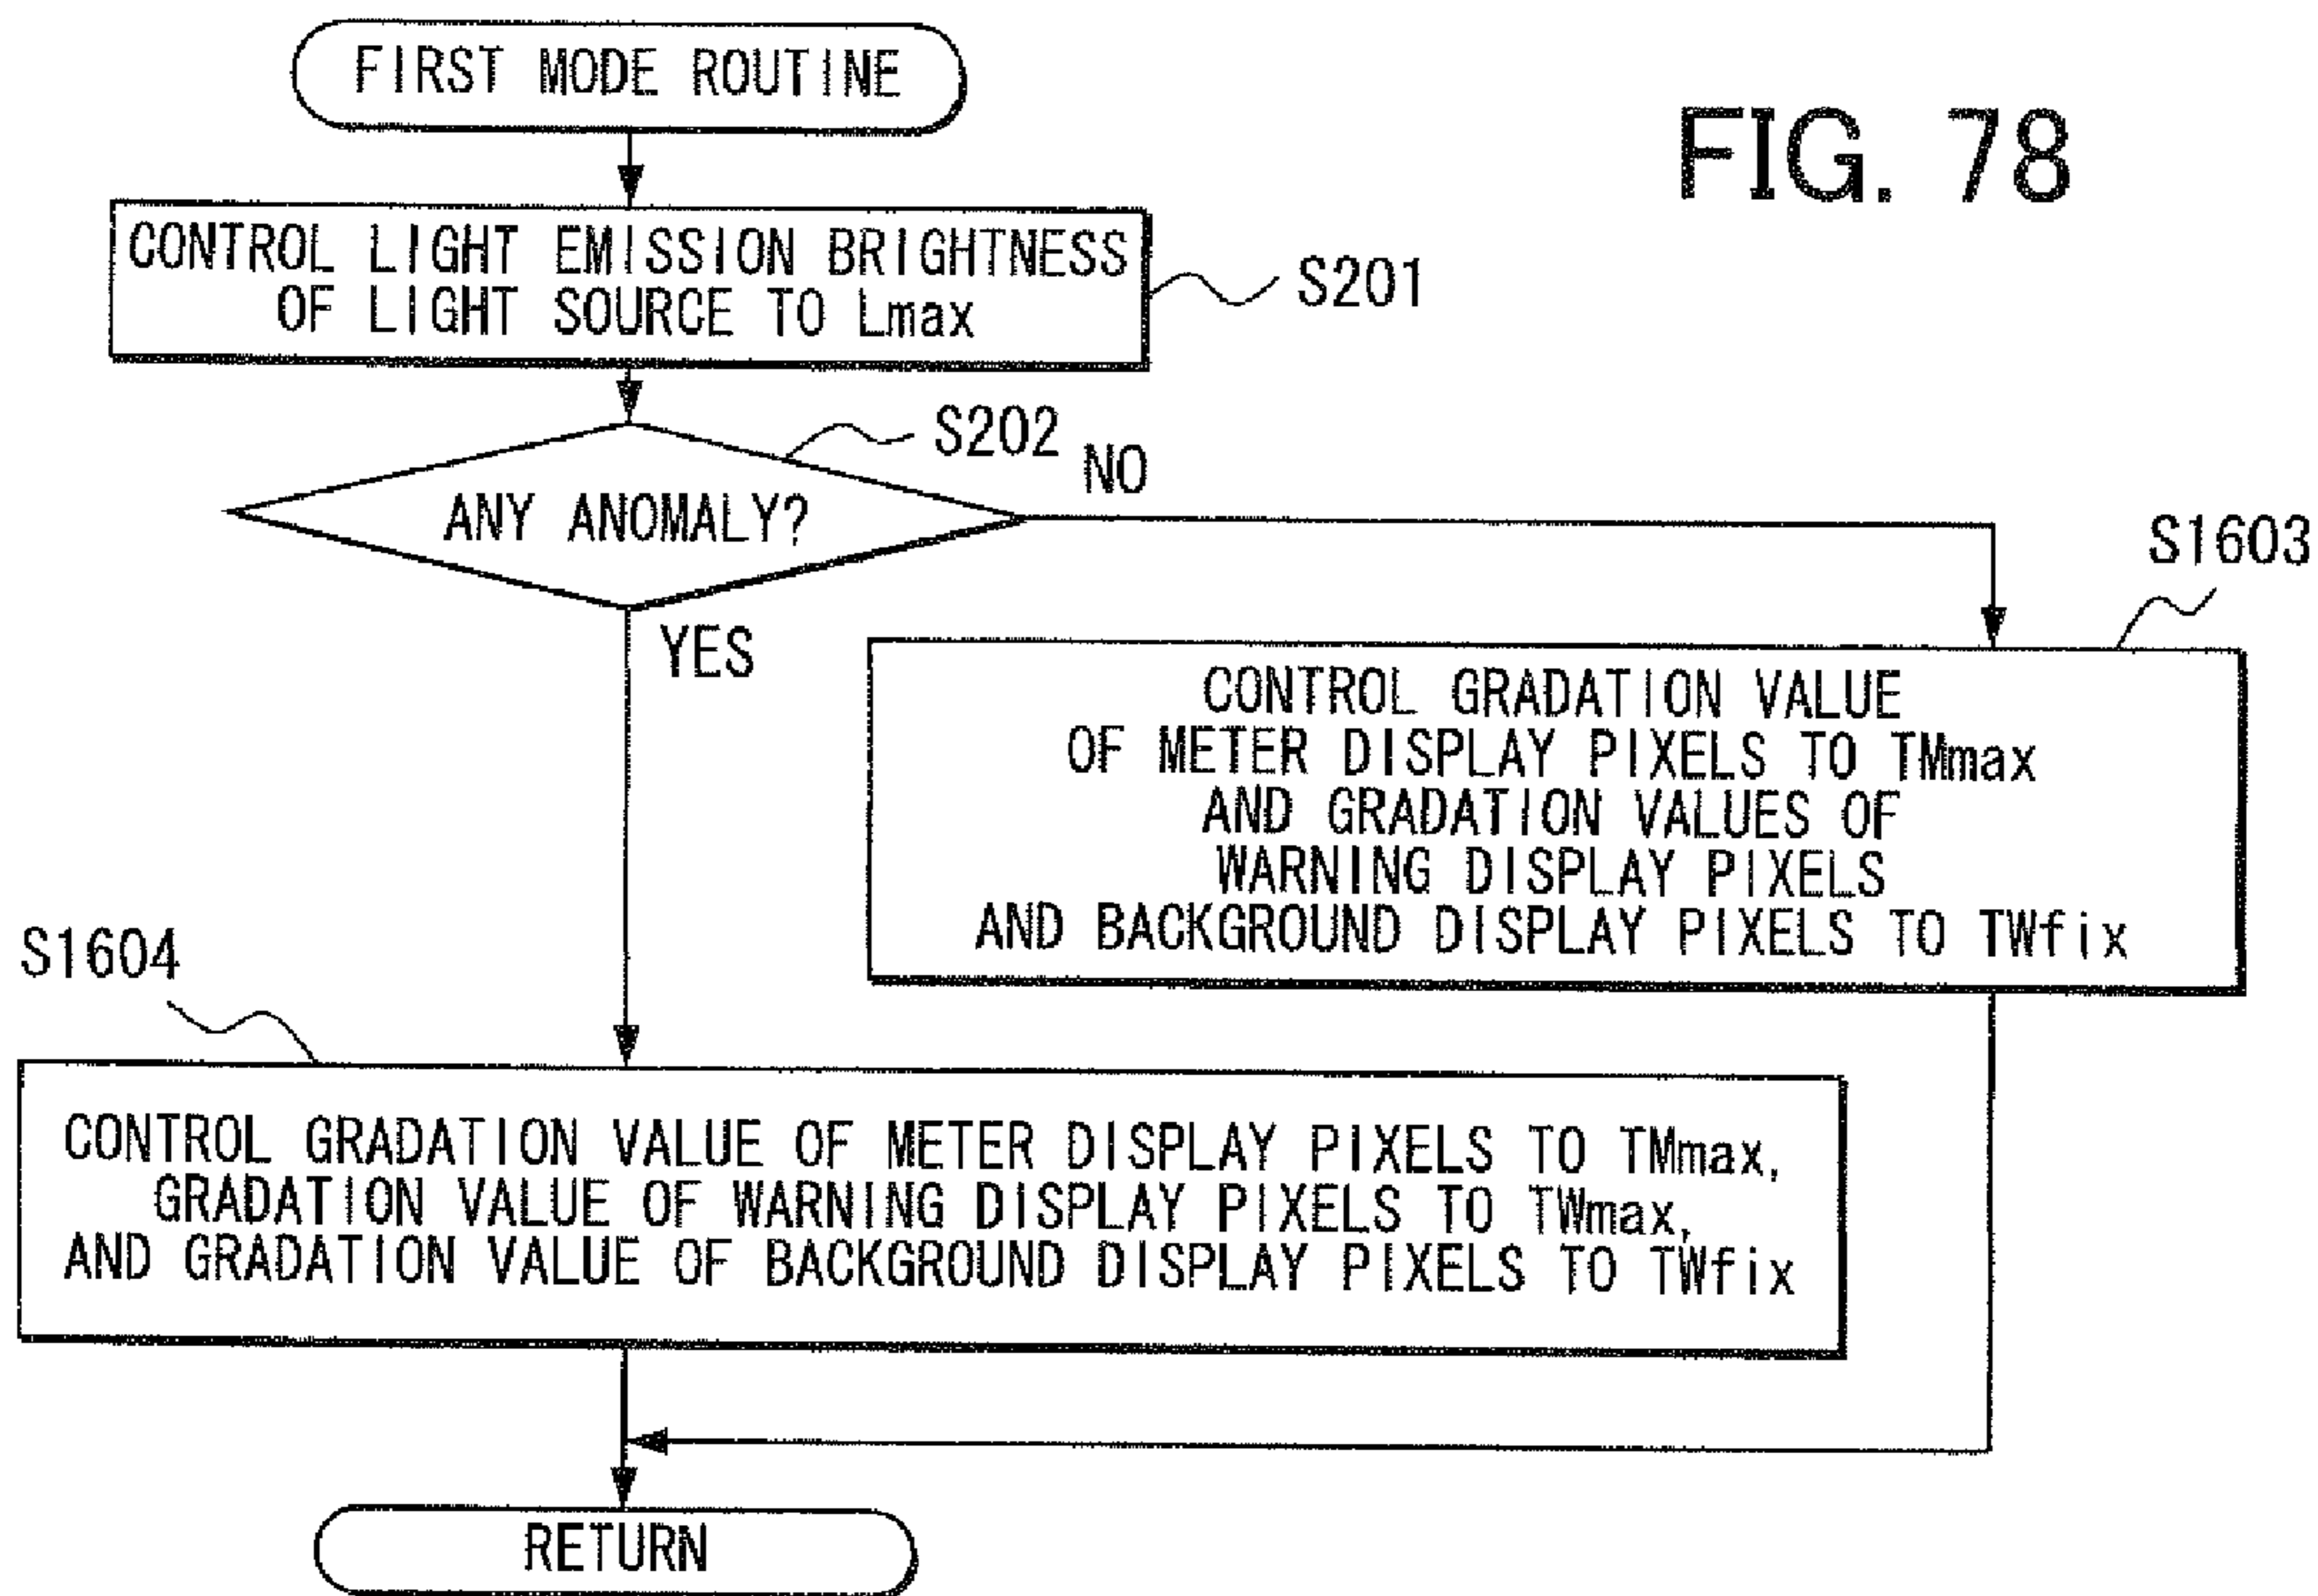 FIRST MODE ROUTINE
FIG. 78
CONTROL LIGHT EMISSION BRIGHTNESS
OF LIGHT SOURCE TO Lmax
S201
S202
NO
ANY ANOMALY?
YES
S1603
CONTROL GRADATION VALUE
OF METER DISPLAY PIXELS TO TMmax
AND GRADATION VALUES OF
WARNING DISPLAY PIXELS
AND BACKGROUND DISPLAY PIXELS TO TWfix
S1604
CONTROL GRADATION VALUE OF METER DISPLAY PIXELS TO TMmax,
GRADATION VALUE OF WARNING DISPLAY PIXELS TO TWmax,
AND GRADATION VALUE OF BACKGROUND DISPLAY PIXELS TO TWfix
RETURN